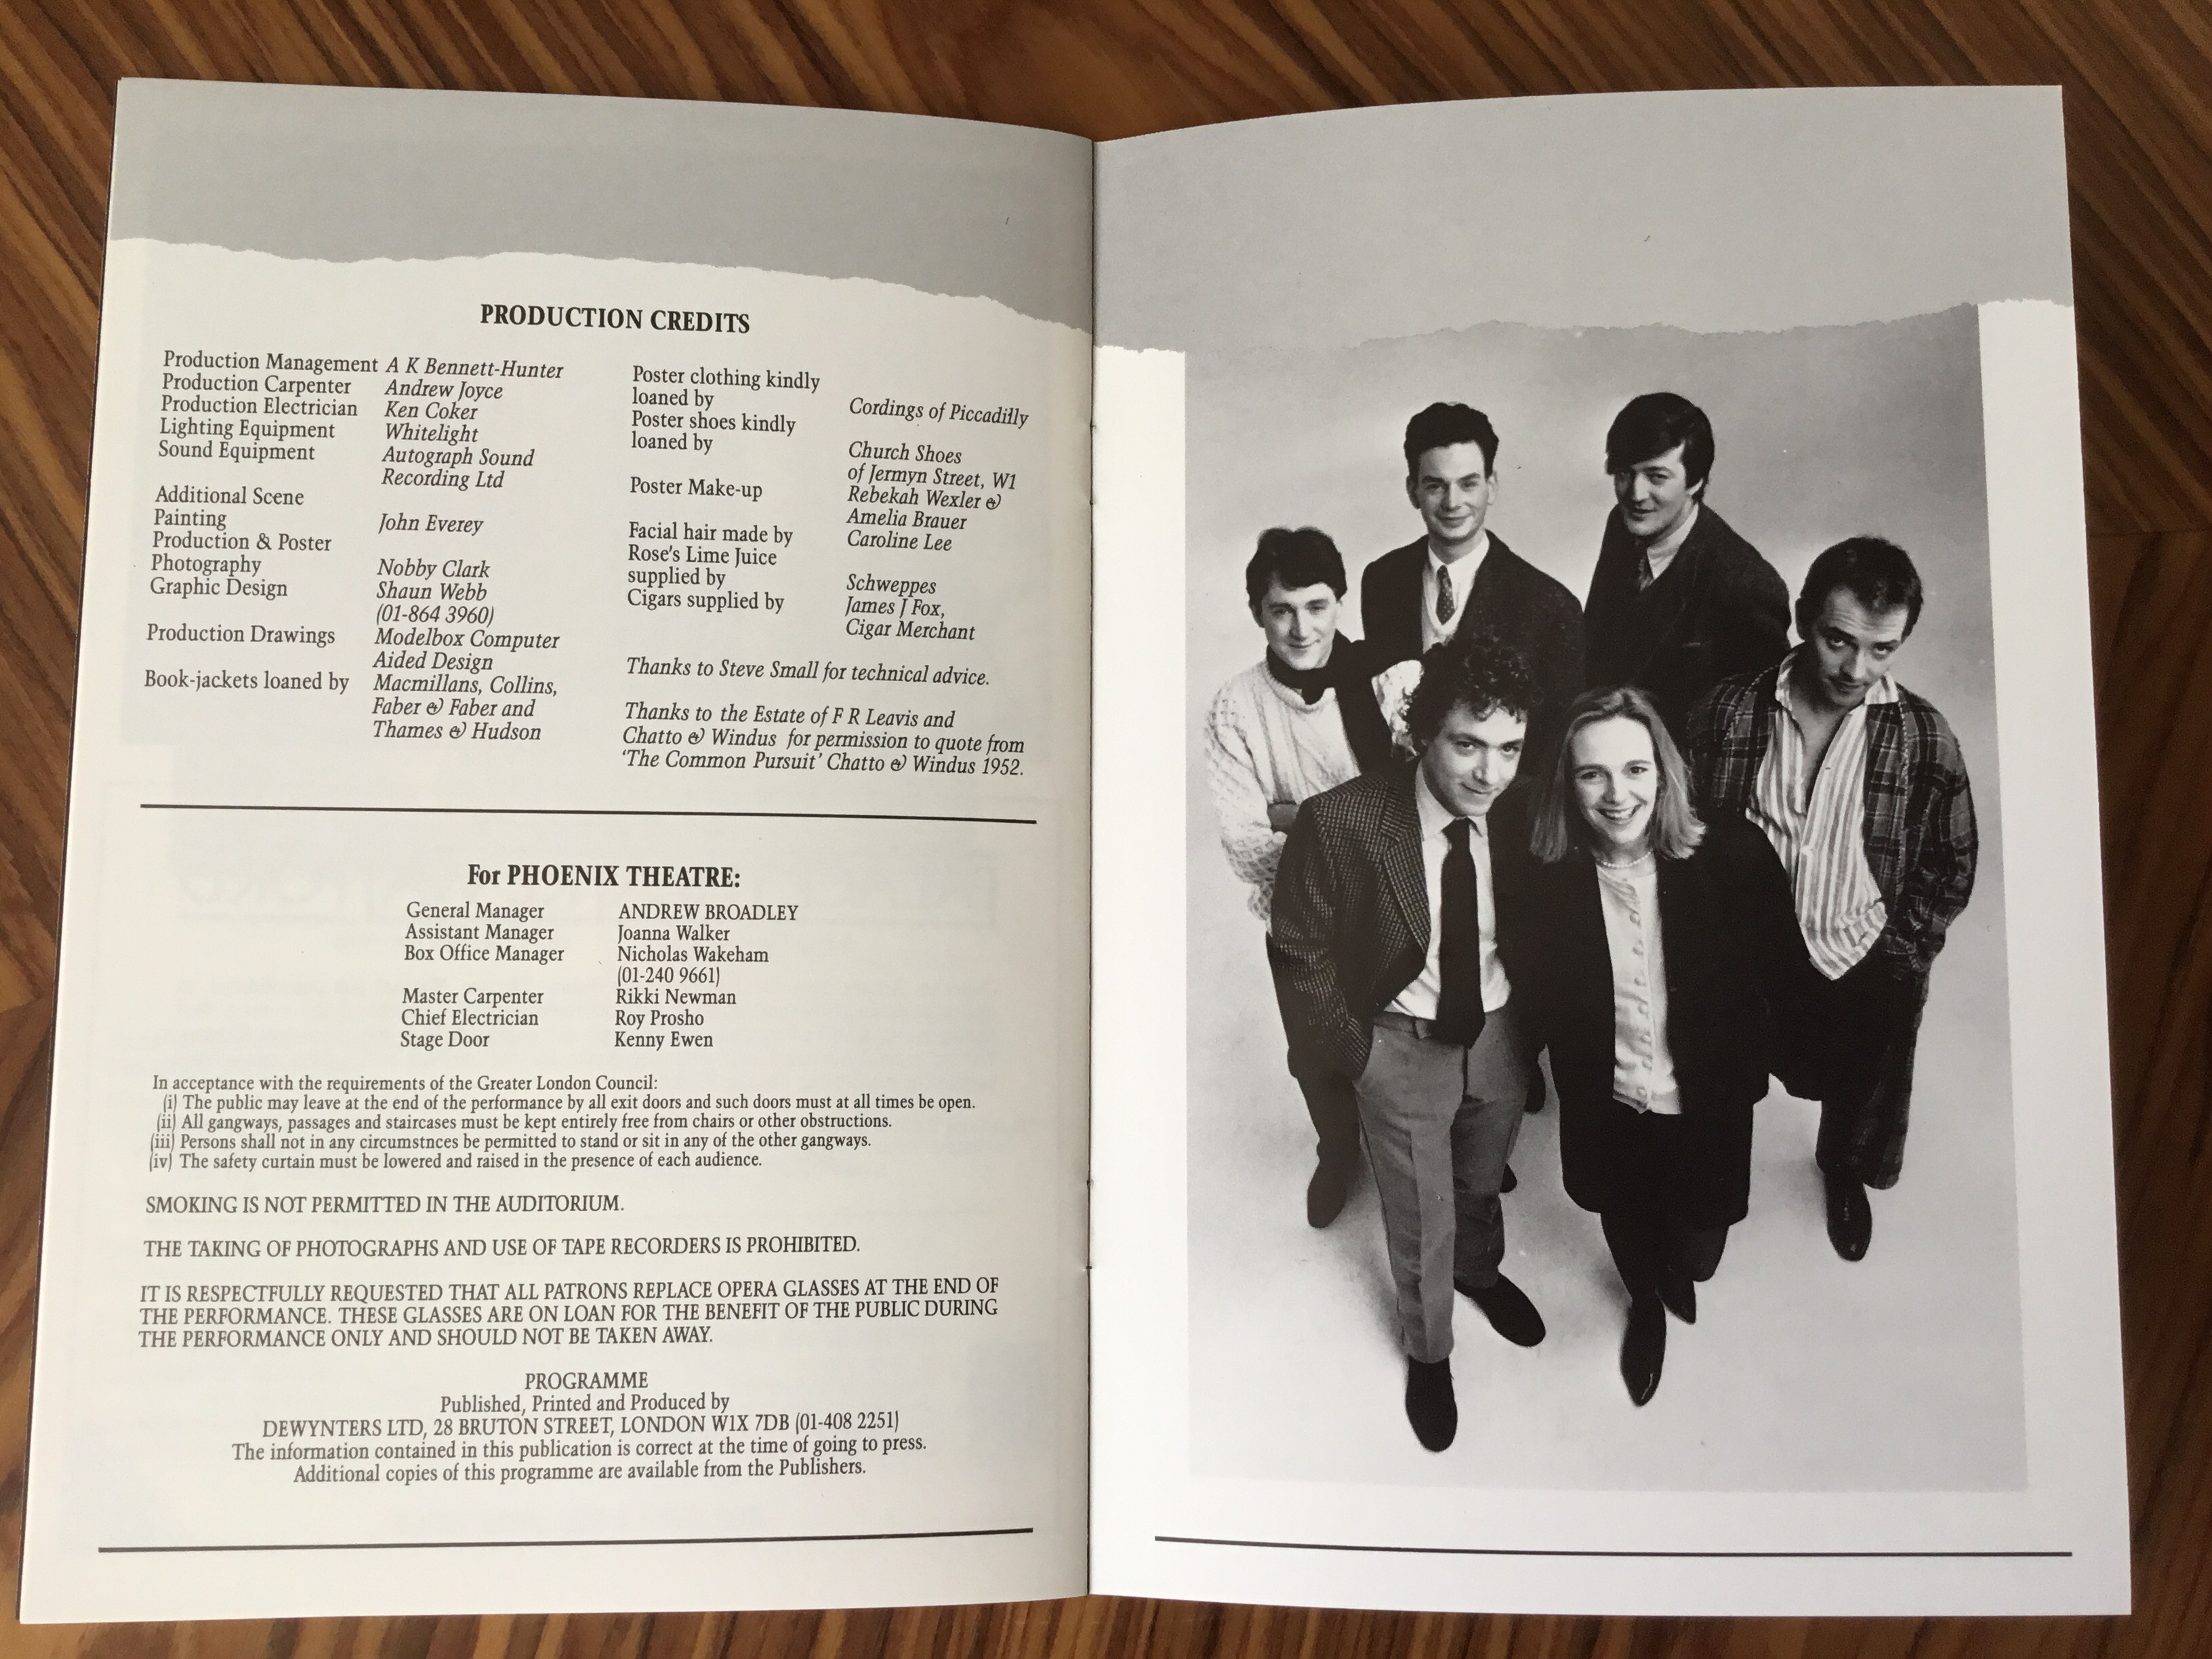 PRODUCTION CREDITS
Production Management A K Bennett-Hunter
Production Carpenter Andrew Joyce
Production Electrician Ken Coker
Lighting Equipment Whitelight
Sound Equipment Autograph Sound
Recording Ltd
Additional Scene
Painting John Everey
Production & Poster
Photography Nobby Clark
Graphic Design Shaun Webb
(01-864 3960)
Production Drawings Modelbox Computer
Aided Design
Book-jackets loaned by Macmillans, Collins,
Faber & Faber and
Thames & Hudson
Poster clothing kindly
loaned by Cordings of Piccadilly
Poster shoes kindly
loaned by Church Shoes
of Jermyn Street, W1
Poster Make-up Rebekah Wexler &
Amelia Brauer
Facial hair made by Caroline Lee
Rose's Lime Juice
supplied by Schweppes
Cigars supplied by James J Fox,
Cigar Merchant
Thanks to Steve Small for technical advice.
Thanks to the Estate of F R Leavis and
Chatto & Windus for permission to quote from
'The Common Pursuit' Chatto & Windus 1952.
For PHOENIX THEATRE:
General Manager ANDREW BROADLEY
Assistant Manager Joanna Walker
Box Office Manager Nicholas Wakeham
(01-240 9661)
Master Carpenter Rikki Newman
Chief Electrician Roy Prosho
Stage Door Kenny Ewen
In acceptance with the requirements of the Greater London Council:
(i) The public may leave at the end of the performance by all exit doors and such doors must at all times be open.
(ii) All gangways, passages and staircases must be kept entirely free from chairs or other obstructions.
(iii) Persons shall not in any circumstnces be permitted to stand or sit in any of the other gangways.
(iv) The safety curtain must be lowered and raised in the presence of each audience.
SMOKING IS NOT PERMITTED IN THE AUDITORIUM.
THE TAKING OF PHOTOGRAPHS AND USE OF TAPE RECORDERS IS PROHIBITED.
IT IS RESPECTFULLY REQUESTED THAT ALL PATRONS REPLACE OPERA GLASSES AT THE END OF
THE PERFORMANCE. THESE GLASSES ARE ON LOAN FOR THE BENEFIT OF THE PUBLIC DURING
THE PERFORMANCE ONLY AND SHOULD NOT BE TAKEN AWAY.
PROGRAMME
Published, Printed and Produced by
DEWYNTERS LTD, 28 BRUTON STREET, LONDON W1X 7DB (01-408 2251)
The information contained in this publication is correct at the time of going to press.
Additional copies of this programme are available from the Publishers.